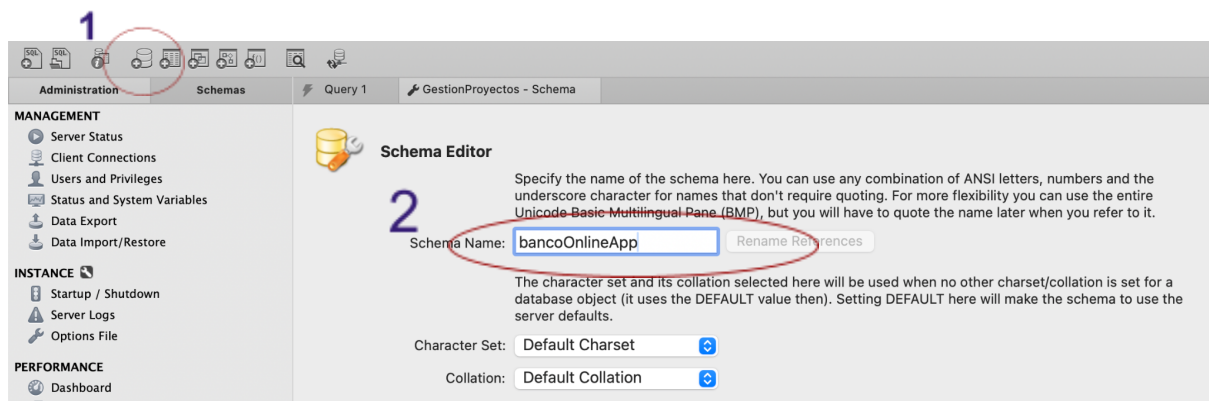 1
SQL SQL
Administration Schemas Query 1 GestionProyectos - Schema
MANAGEMENT
Server Status
Client Connections
Users and Privileges
Status and System Variables
Data Export
Data Import/Restore
INSTANCE
Startup / Shutdown
Server Logs
Options File
PERFORMANCE
Dashboard
Schema Editor
Specify the name of the schema here. You can use any combination of ANSI letters, numbers and the
underscore character for names that don't require quoting. For more flexibility you can use the entire
Unicode Basic Multilingual Pane (BMP), but you will have to quote the name later when you refer to it.
2
Schema Name: bancoOnlineApp Rename References
The character set and its collation selected here will be used when no other charset/collation is set for a
database object (it uses the DEFAULT value then). Setting DEFAULT here will make the schema to use the
server defaults.
Character Set: Default Charset
Collation: Default Collation